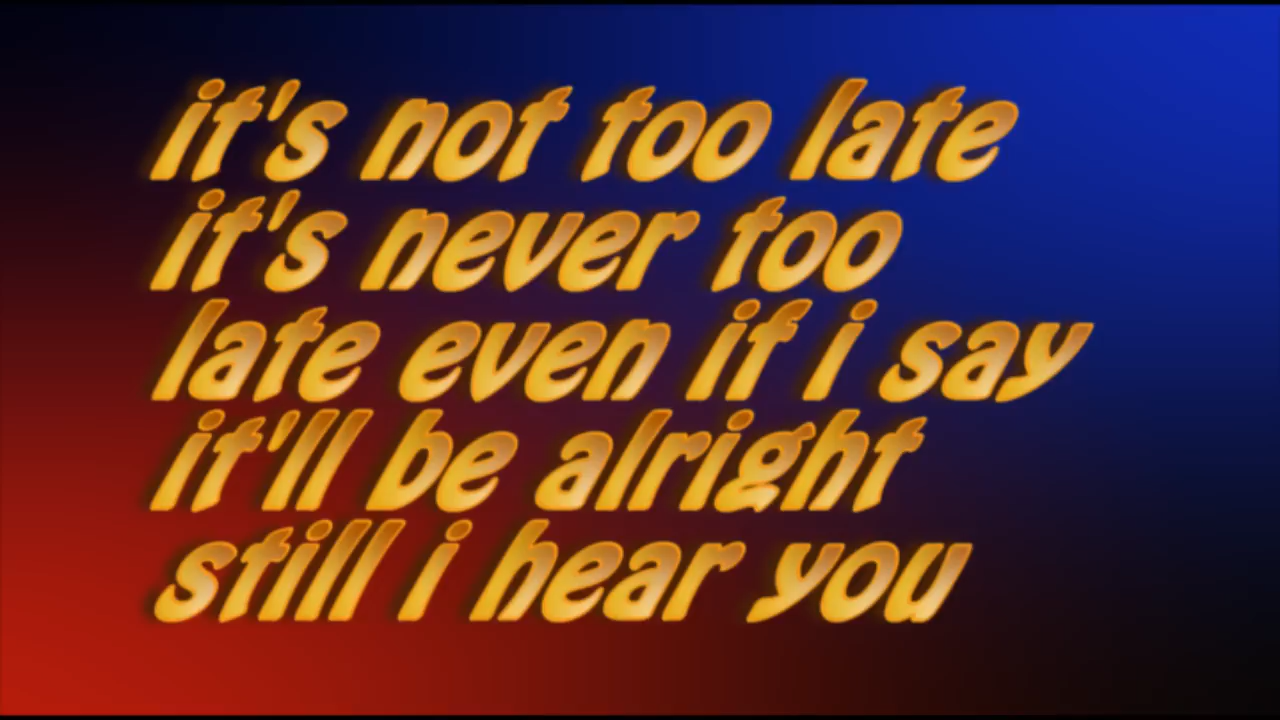 it's not too late
it's never too
late even if i say
it'll be alright
still i hear you